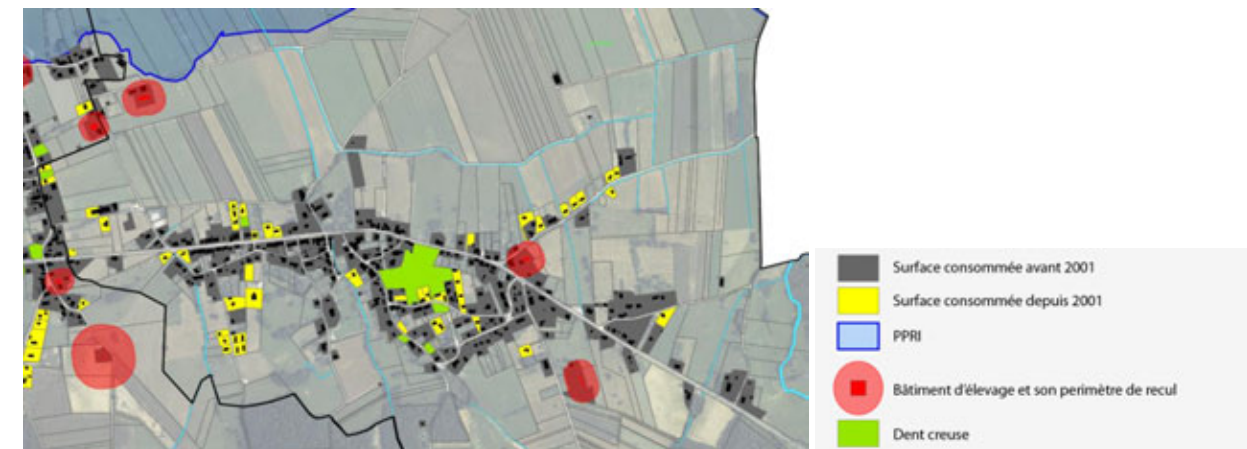 Surface consommée avant 2001
Surface consommée depuis 2001
PPRI
Bâtiment d'élevage et son perimètre de recul
Dent creuse